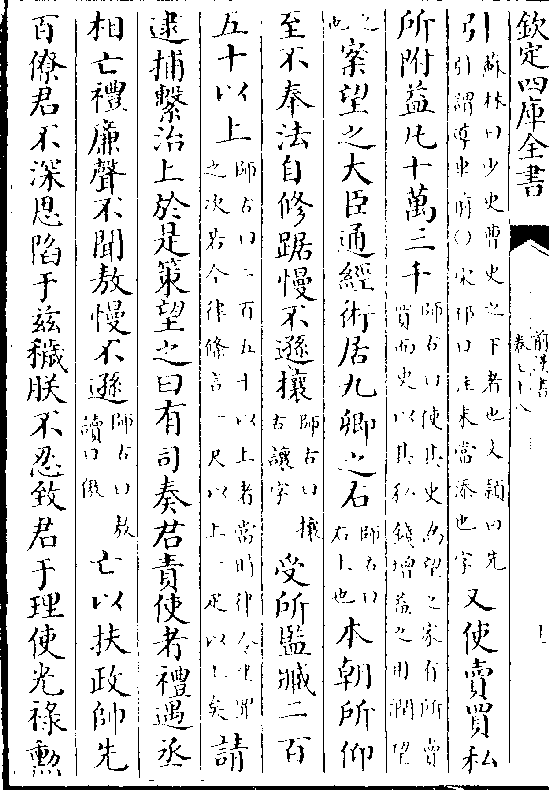 欽定四庫全書
前漢書
卷七十八
引蘇林曰少史曹史之下者也文穎曰先
引謂導車前〇宋祁曰注末當添也字又使賣買私
所附益凡十萬三千師古曰使其史為望之家有所賣
買而史以其私錢增益之用潤望
之
也案望之大臣通經術居九卿之右師古曰
右上也本朝所仰
至不奉法自修踞慢不遜攘師古曰攘
古讓字受所監臧二百
五十以上師古曰二百五十以上者當時律令坐罪
之次若今律條言一尺以上一疋以上矣請
逮捕繫治上於是策望之曰有司奏君責使者禮遇丞
相亡禮廉聲不聞敖慢不遜師古曰敖
讀曰傲亡以扶政帥先
百僚君不深思陷于兹穢朕不忍致君于理使光祿勲